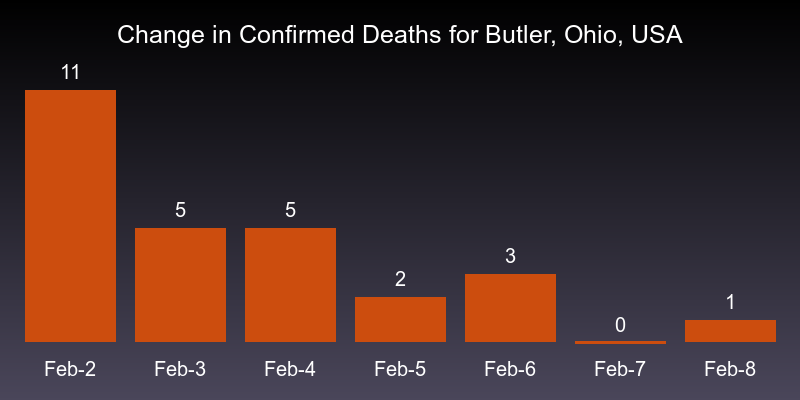 Change in Confirmed Deaths for Butler, Ohio, USA
11
5
5
2
3
0
1
Feb-2
Feb-3
Feb-4
Feb-5
Feb-6
Feb-7
Feb-8